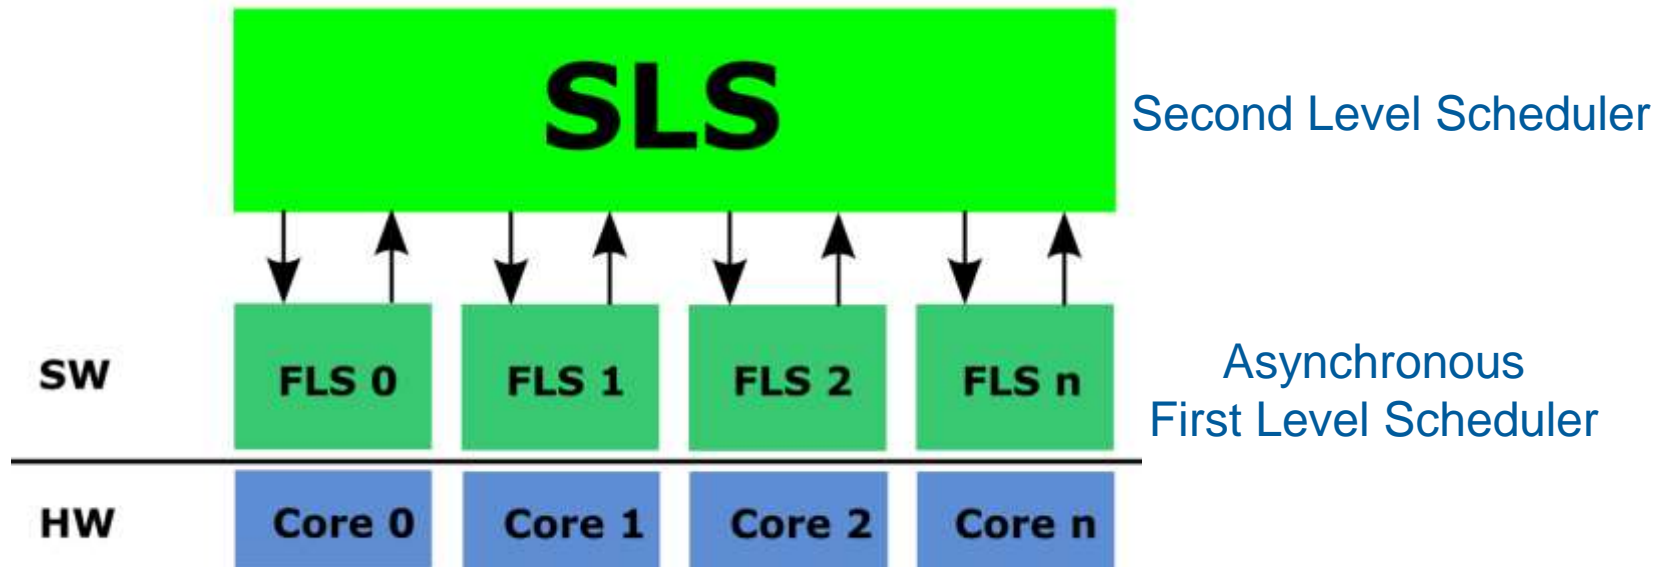 SLS
Second Level Scheduler
SW
FLS 0
FLS 1
FLS 2
FLS n
Asynchronous
First Level Scheduler
HW
Core 0
Core 1
Core 2
Core n